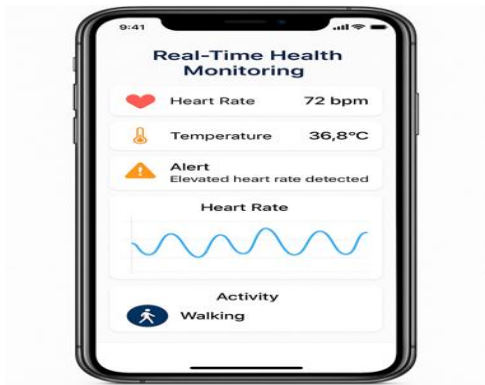 9:41
Real-Time Health
Monitoring
Heart Rate 72 bpm
Temperature 36,8°C
Alert
Elevated heart rate detected
Heart Rate
Activity
Walking